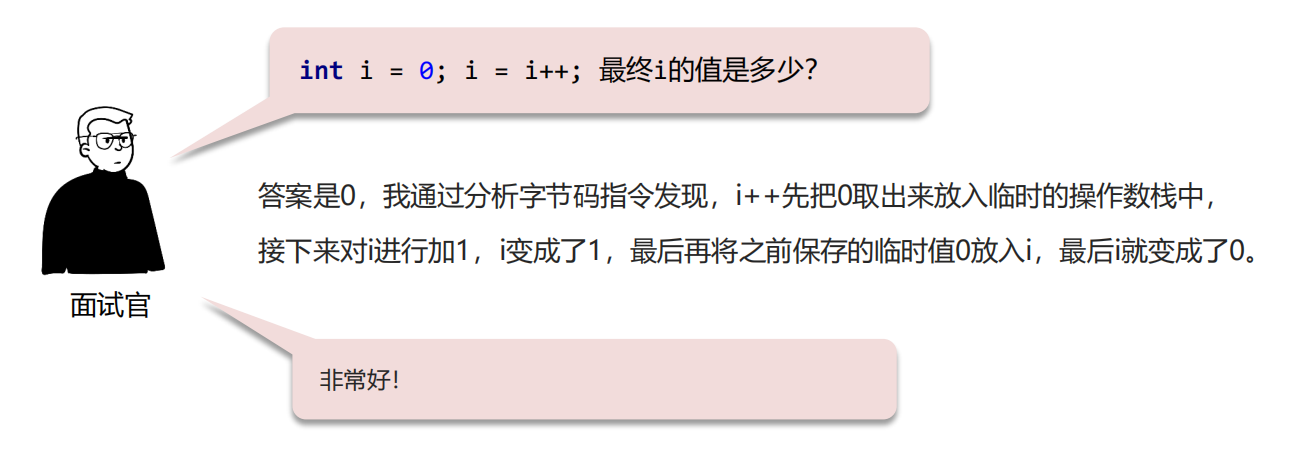 int i = 0; i = i++; 最终i的值是多少？
答案是0，我通过分析字节码指令发现，i++先把0取出来放入临时的操作数栈中，
接下来对i进行加1，i变成了1，最后再将之前保存的临时值0放入i，最后i就变成了0。
面试官
非常好！